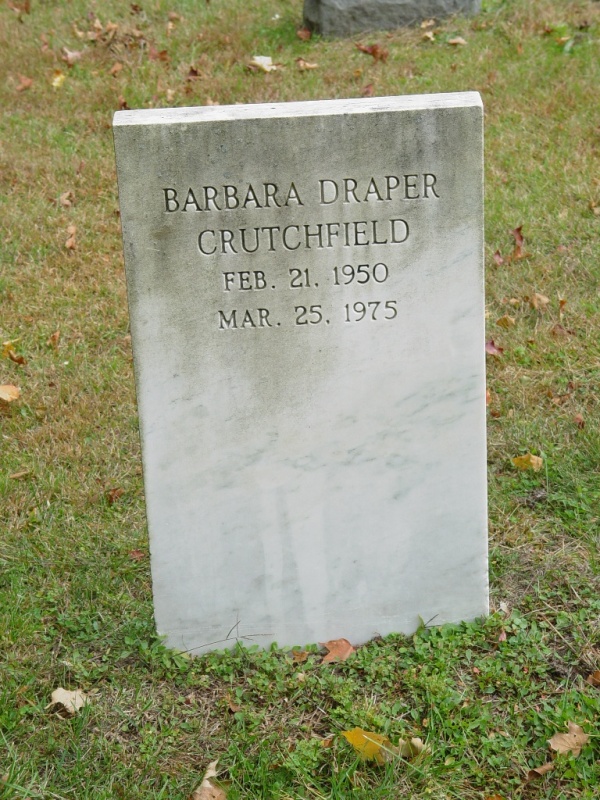 BARBARA DRAPER
CRUTCHFIELD
FEB. 21, 1950
MAR. 25, 1975